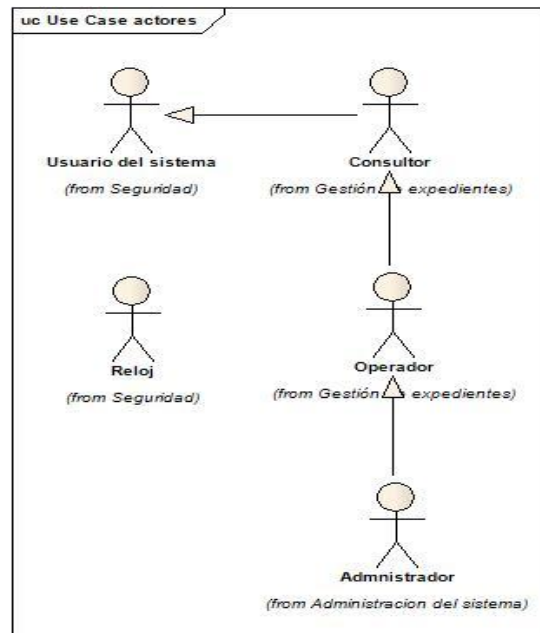 uc Use Case actores
Usuario del sistema
(from Seguridad)
Consultor
(from Gestión expedientes)
Reloj
(from Seguridad)
Operador
(from Gestión expedientes)
Admnistrador
(from Administracion del sistema)